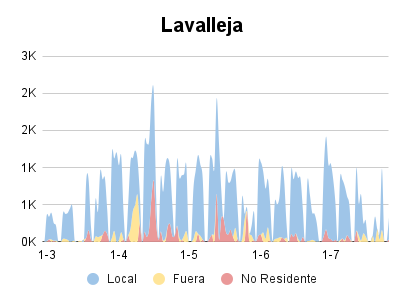 Lavalleja
3K
2K
2K
1K
1K
0K
1-3 1-4 1-5 1-6 1-7
Local Fuera No Residente